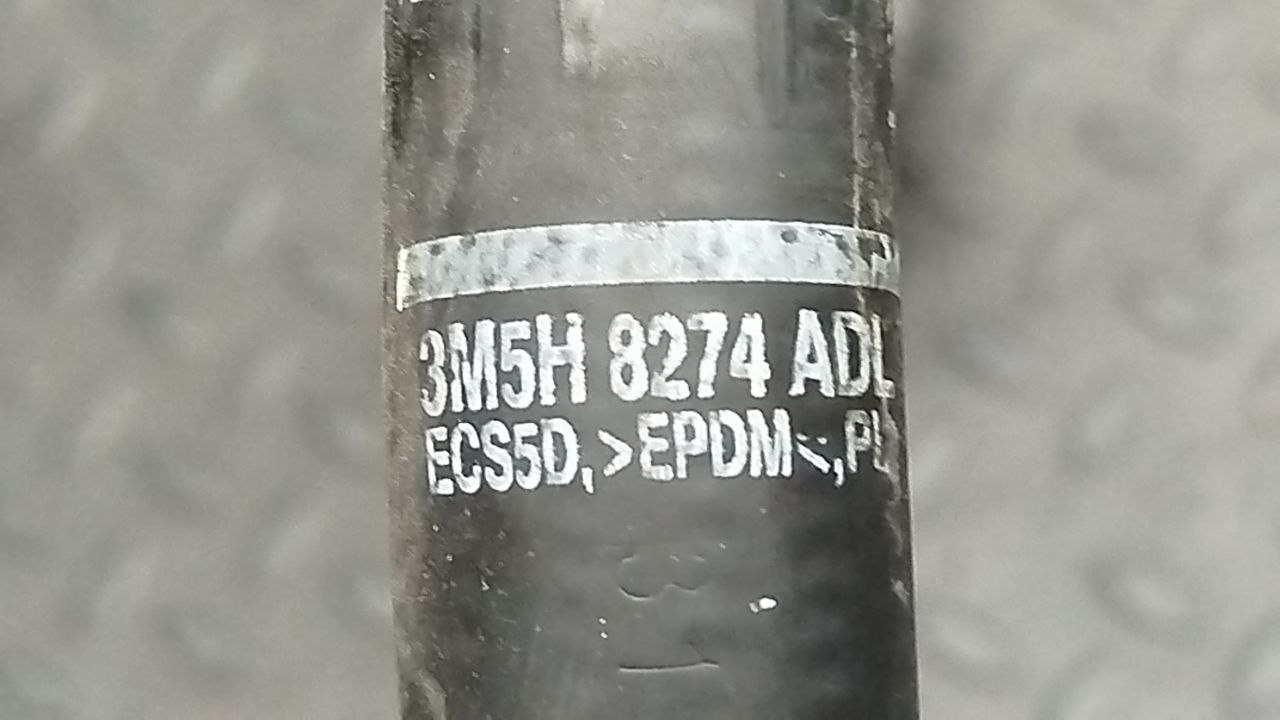 3M5H 8274 ADL
ECS5D,>EPDM<,PL